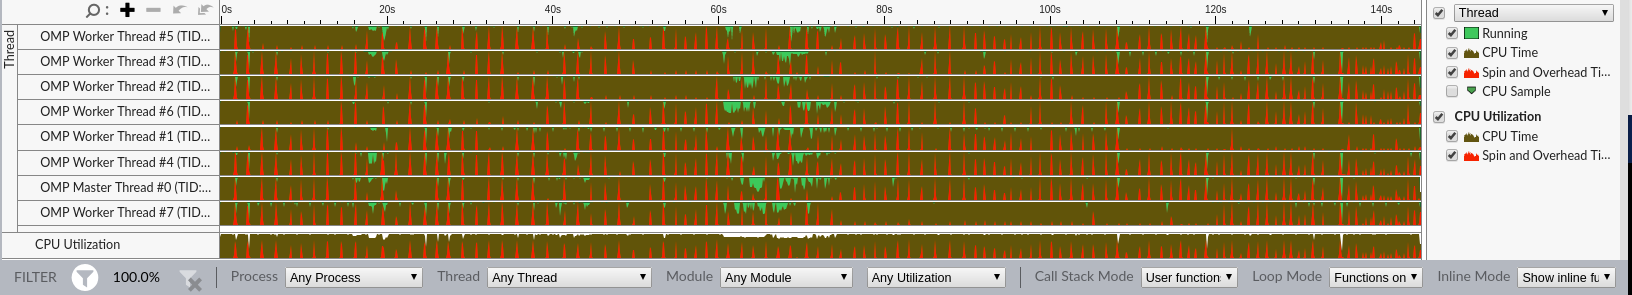 0s 20s 40s 60s 80s 100s 120s 140s
Thread
OMP Worker Thread #5 (TID...
OMP Worker Thread #3 (TID...
OMP Worker Thread #2 (TID...
OMP Worker Thread #6 (TID...
OMP Worker Thread #1 (TID...
OMP Worker Thread #4 (TID...
OMP Master Thread #0 (TID:...
OMP Worker Thread #7 (TID...
CPU Utilization
Thread
Running
CPU Time
Spin and Overhead Ti...
CPU Sample
CPU Utilization
CPU Time
Spin and Overhead Ti...
FILTER 100.0% Process Any Process Thread Any Thread Module Any Module Any Utilization Call Stack Mode User function Loop Mode Functions on Inline Mode Show inline fu